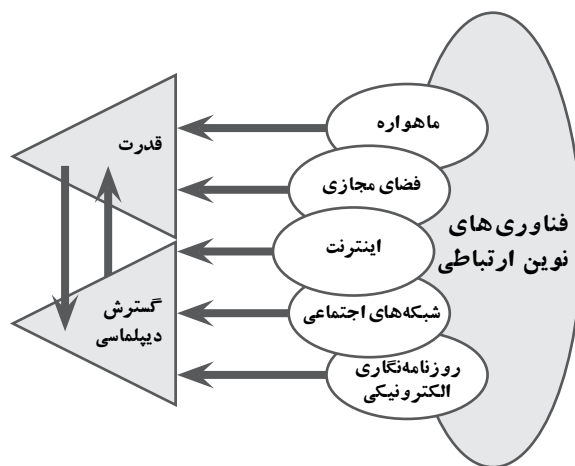 فناوری‌های
نوین ارتباطی
ماهواره
فضای مجازی
اینترنت
شبکه‌های اجتماعی
روزنامه‌نگاری
الکترونیکی
قدرت
گسترش
دیپلماسی